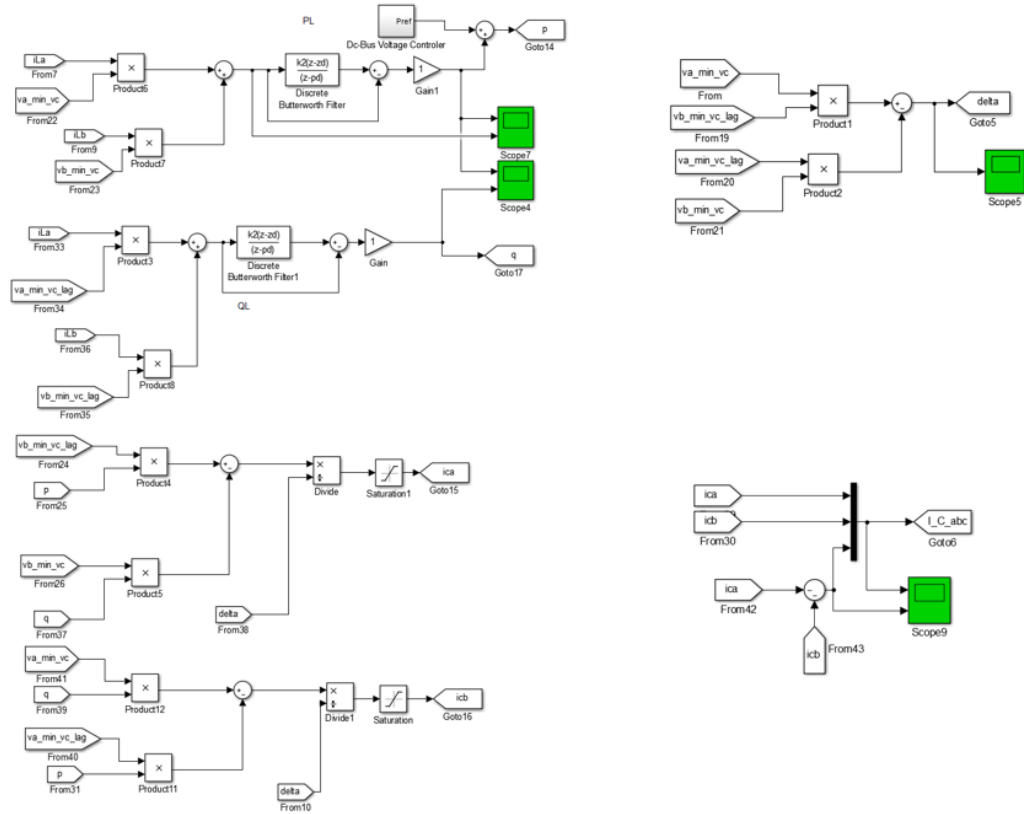 PL
Pref
Dc-Bus Voltage Controler
p
Goto14
iLa
From7
va_min_vc
From22
Product6
k2(z-zd)
(z-pd)
Discrete
Butterworth Filter
1
Gain1
iLb
From9
vb_min_vc
From23
Product7
Scope7
Scope4
iLa
From33
va_min_vc_lag
From34
Product3
k2(z-zd)
(z-pd)
Discrete
Butterworth Filter1
1
Gain
q
Goto17
QL
iLb
From36
vb_min_vc_lag
From35
Product8
vb_min_vc_lag
From24
p
From25
Product4
Divide
Saturation1
ica
Goto15
vb_min_vc
From26
q
From37
Product5
delta
From38
va_min_vc
From41
q
From39
Product12
Divide1
Saturation
icb
Goto16
va_min_vc_lag
From40
p
From31
Product11
delta
From10
va_min_vc
From
vb_min_vc_lag
From19
Product1
delta
Goto5
va_min_vc_lag
From20
vb_min_vc
From21
Product2
Scope5
ica
icb
From30
I_C_abc
Goto6
ica
From42
icb
From43
Scope9